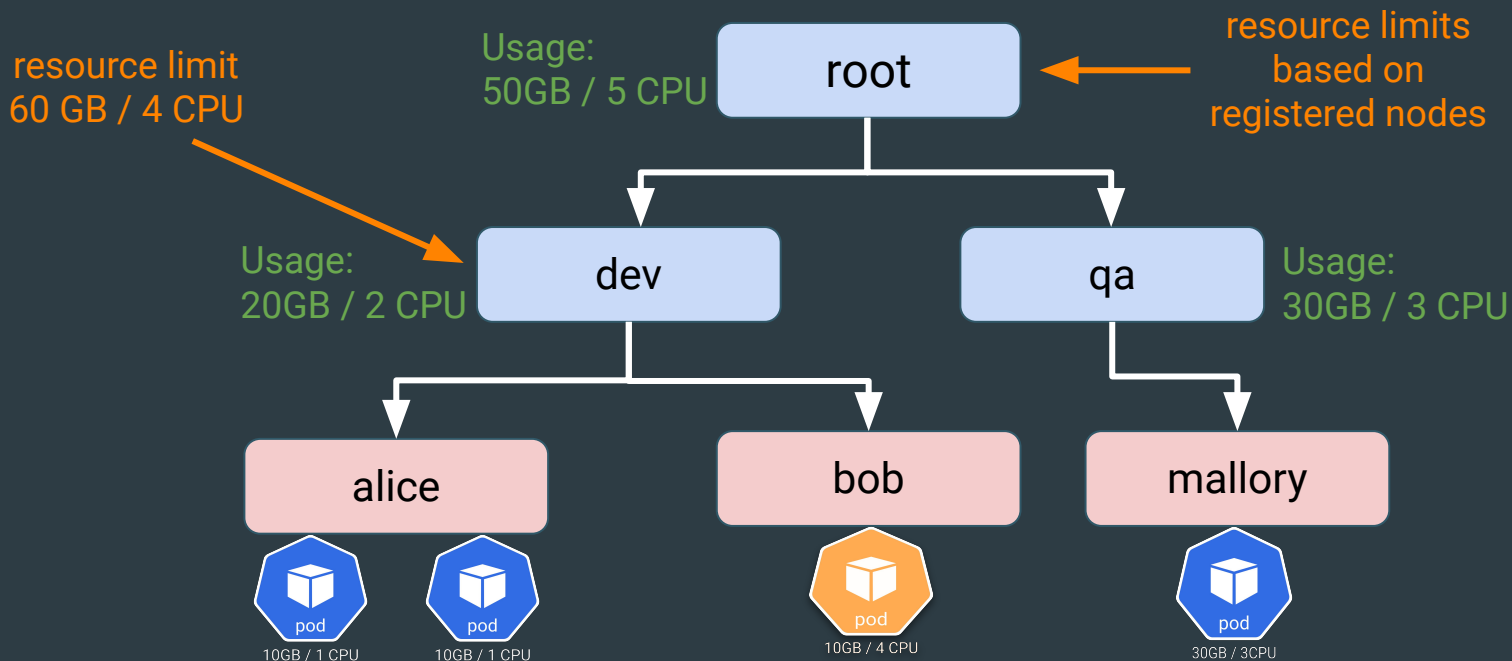 resource limit
60 GB / 4 CPU
Usage:
50GB / 5 CPU
root
resource limits
based on
registered nodes
Usage:
20GB / 2 CPU
dev
qa
Usage:
30GB / 3 CPU
alice
bob
mallory
pod
10GB / 1 CPU
pod
10GB / 1 CPU
pod
10GB / 4 CPU
pod
30GB / 3CPU